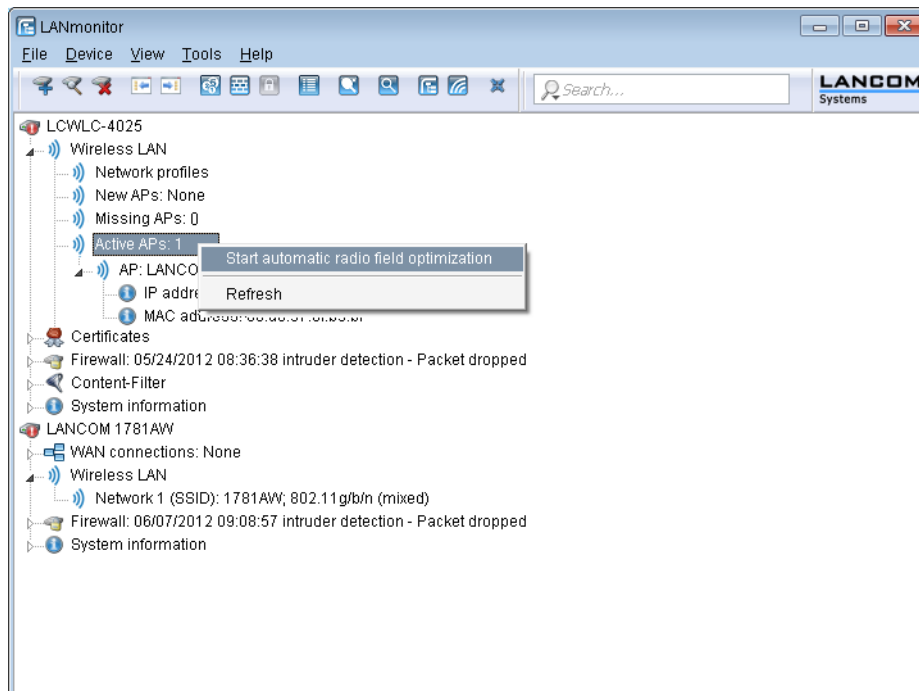 LANmonitor
File Device View Tools Help
Search...
LANCOM
Systems
LCWLC-4025
Wireless LAN
Network profiles
New APs: None
Missing APs: 0
Active APs: 1
Start automatic radio field optimization
AP: LANCO
IP addre
Refresh
MAC address:
Certificates
Firewall: 05/24/2012 08:36:38 intruder detection - Packet dropped
Content-Filter
System information
LANCOM 1781AW
WAN connections: None
Wireless LAN
Network 1 (SSID): 1781AW; 802.11g/b/n (mixed)
Firewall: 06/07/2012 09:08:57 intruder detection - Packet dropped
System information